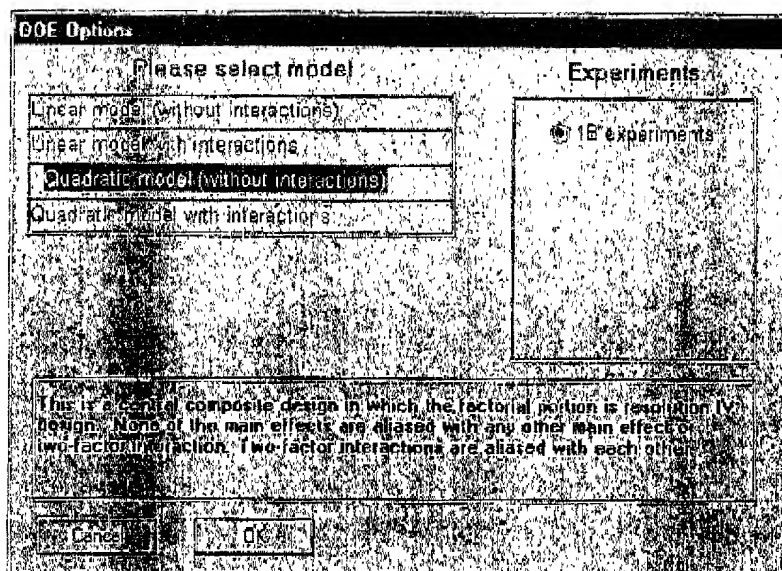 DOE Options
Please select model
Experiments
Linear model (without interactions)
Linear model with interactions
Quadratic model (without interactions)
Quadratic model with interactions
experiments
This is a central composite design in which the factorial portion is resolution IV
design. None of the main effects are aliased with any other main effect or
two-factor interaction. Two-factor interactions are aliased with each other.
Cancel
OK